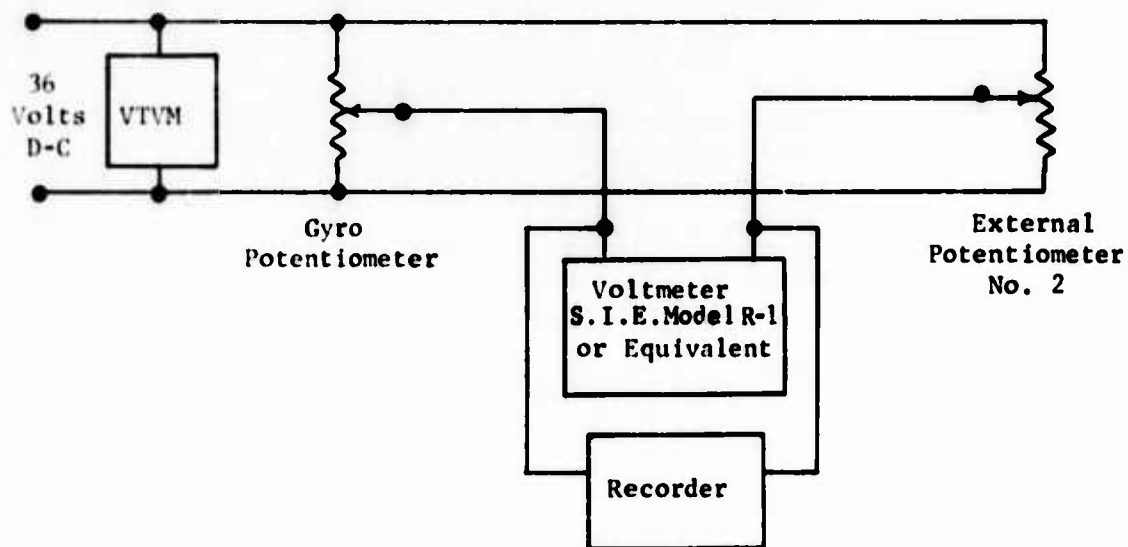 36
Volts
D-C
VTVM
Gyro
Potentiometer
Voltmeter
S.I.E.Model R-1
or Equivalent
External
Potentiometer
No. 2
Recorder